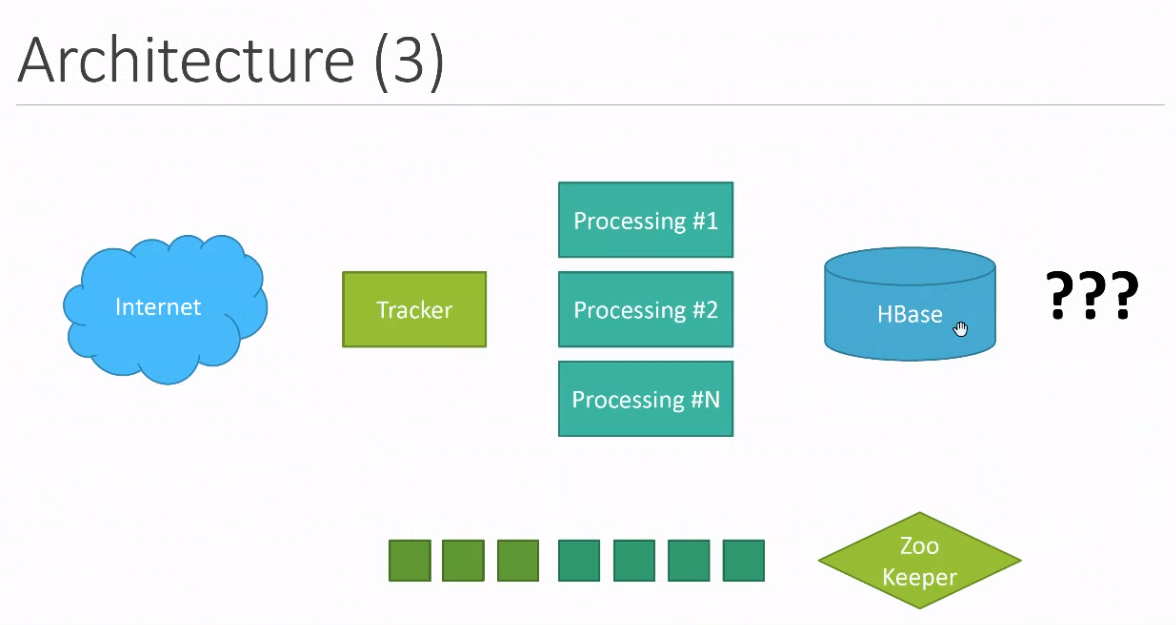 Architecture (3)
Internet
Tracker
Processing #1
Processing #2
Processing #N
HBase
???
Zoo
Keeper